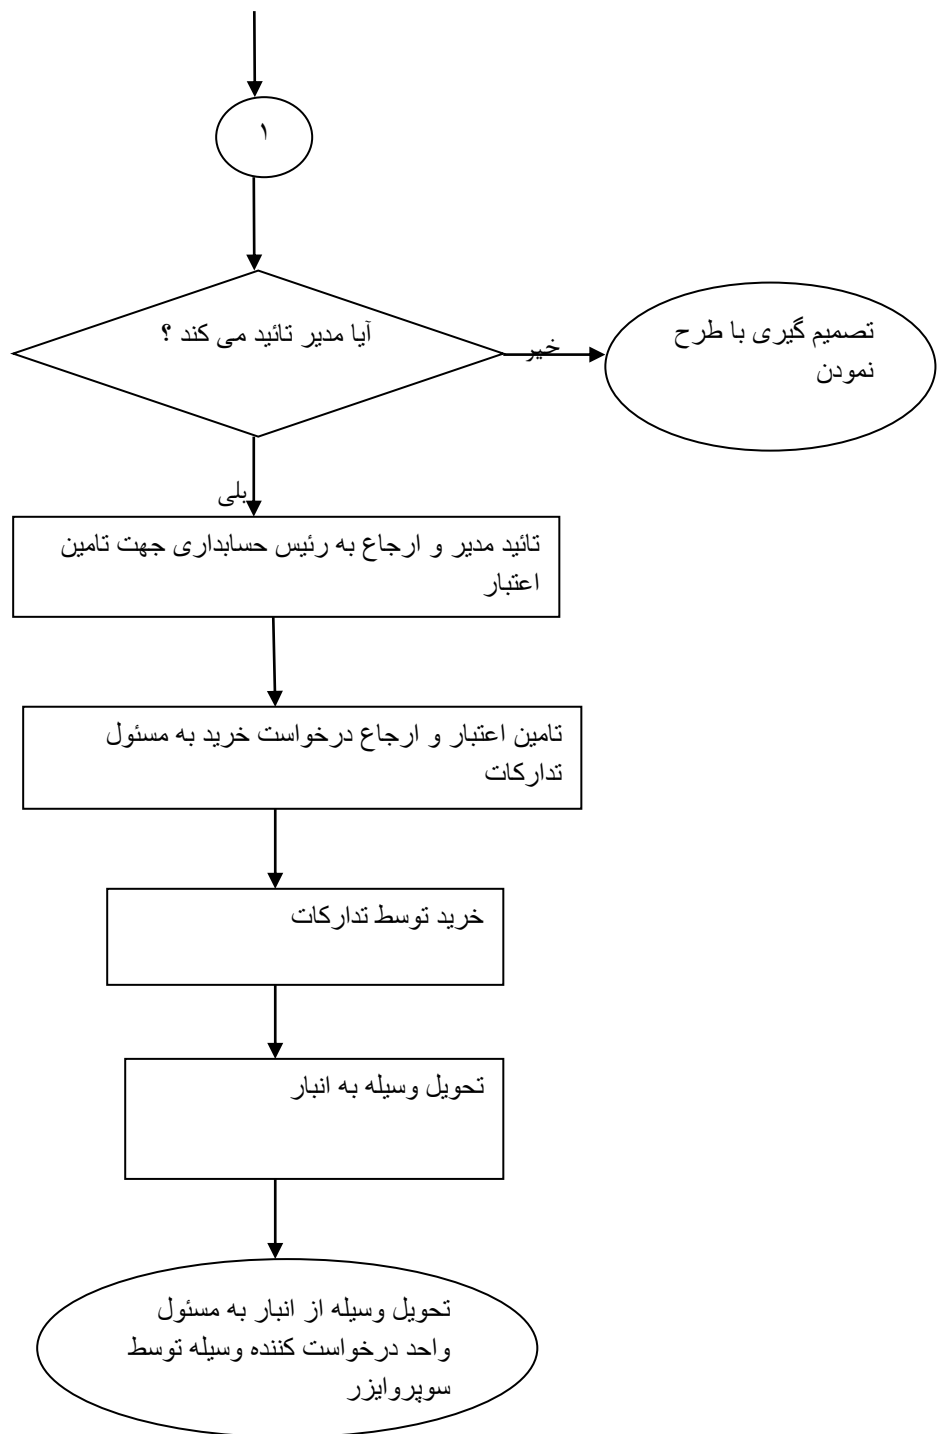 ۱
آیا مدیر تائید می کند ؟
خیر
تصمیم گیری با طرح
نمودن
بلی
تائید مدیر و ارجاع به رئیس حسابداری جهت تامین
اعتبار
تامین اعتبار و ارجاع درخواست خرید به مسئول
تدارکات
خرید توسط تدارکات
تحویل وسیله به انبار
تحویل وسیله از انبار به مسئول
واحد درخواست کننده وسیله توسط
سوپروایزر